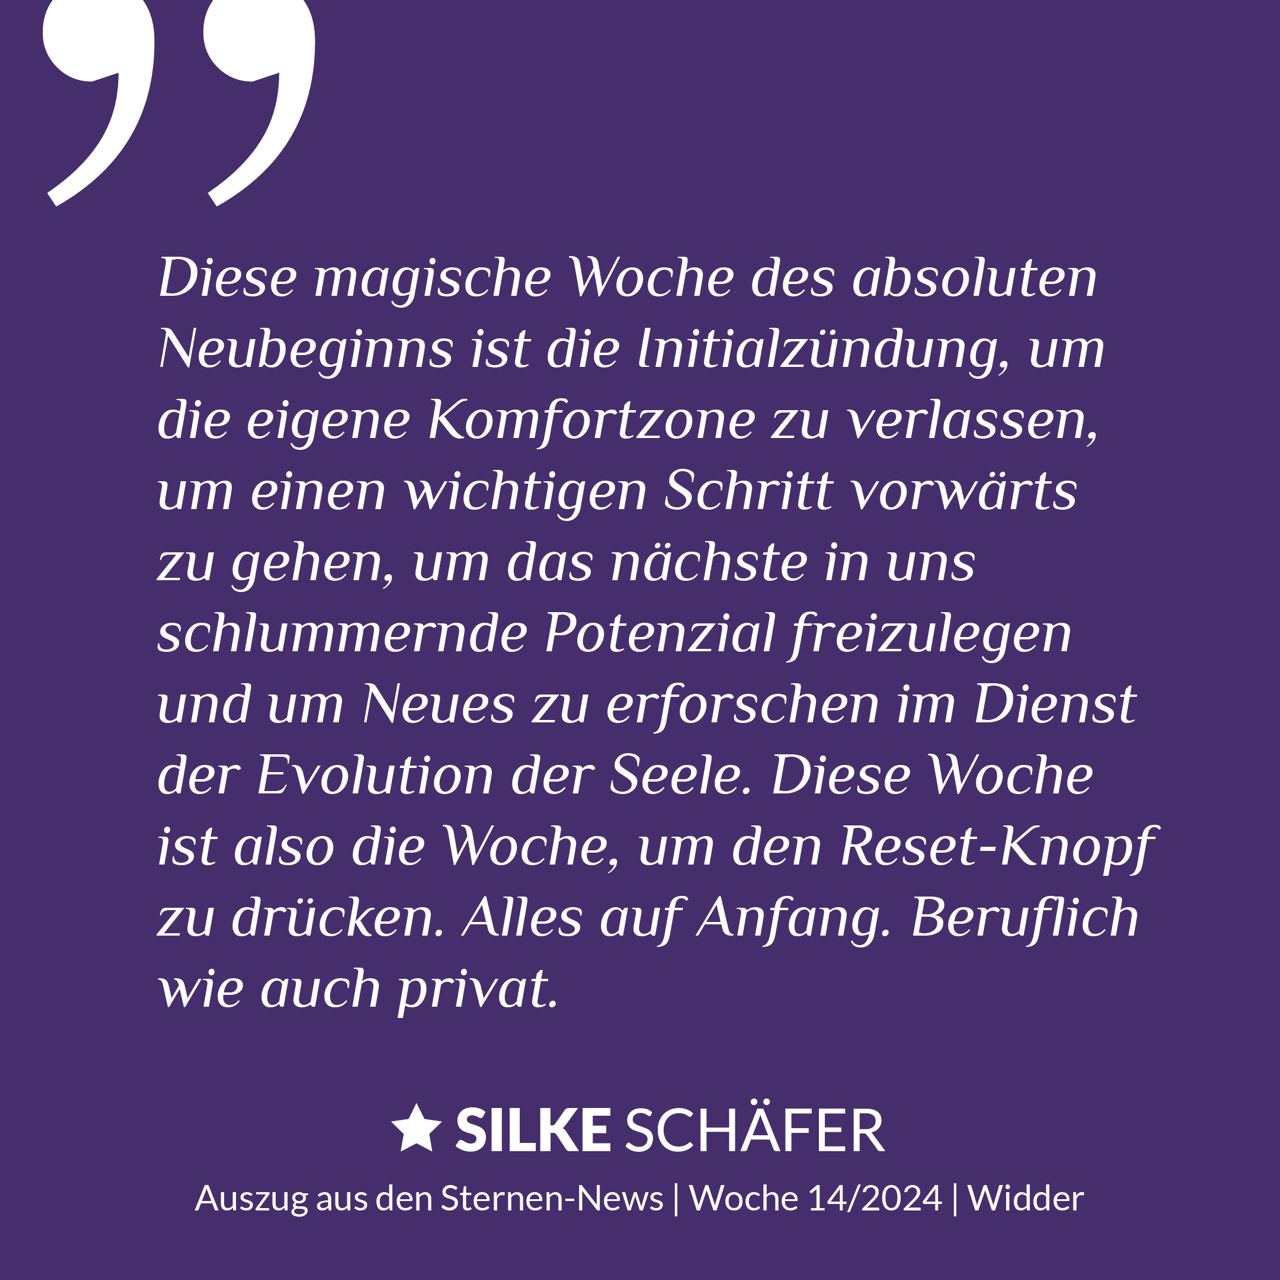 ”
Diese magische Woche des absoluten
Neubeginns ist die Initialzündung, um
die eigene Komfortzone zu verlassen,
um einen wichtigen Schritt vorwärts
zu gehen, um das nächste in uns
schlummernde Potenzial freizulegen
und um Neues zu erforschen im Dienst
der Evolution der Seele. Diese Woche
ist also die Woche, um den Reset-Knopf
zu drücken. Alles auf Anfang. Beruflich
wie auch privat.
SILKE SCHÄFER
Auszug aus den Sternen-News | Woche 14/2024 | Widder